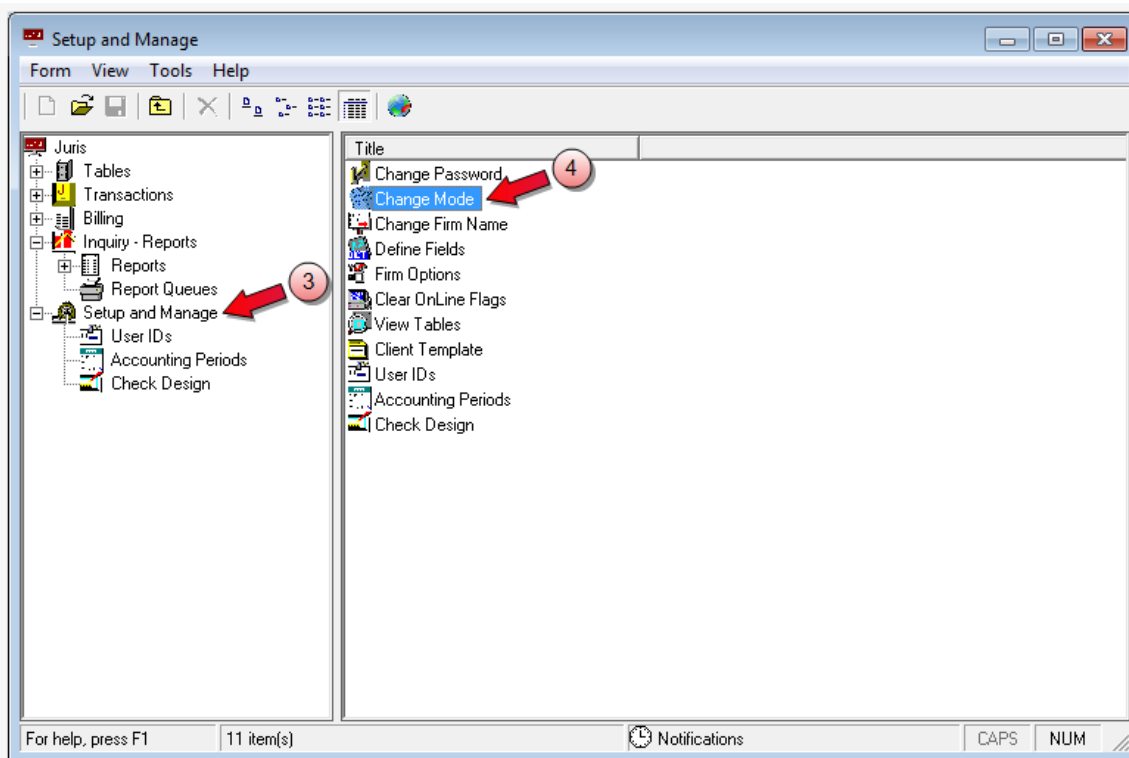 Setup and Manage
Form View Tools Help
Juris
Tables
Transactions
Billing
Inquiry - Reports
Reports
Report Queues
Setup and Manage
User IDs
Accounting Periods
Check Design
3
Title
Change Password
Change Mode
Change Firm Name
Define Fields
Firm Options
Clear OnLine Flags
View Tables
Client Template
User IDs
Accounting Periods
Check Design
4
For help, press F1 11 item(s) Notifications CAPS NUM